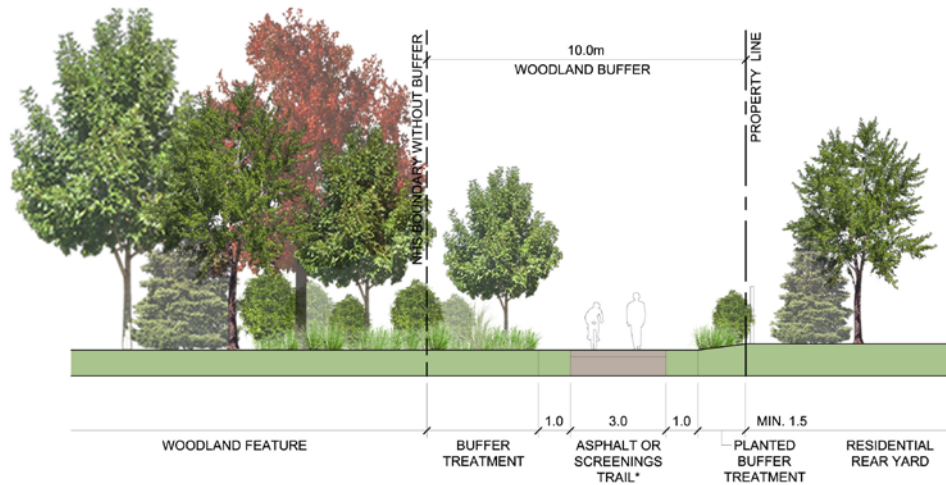 10.0m
WOODLAND BUFFER
NHS BOUNDARY WITHOUT BUFFER
PROPERTY LINE
1.0
3.0
1.0
MIN. 1.5
WOODLAND FEATURE
BUFFER
TREATMENT
ASPHALT OR
SCREENINGS
TRAIL*
PLANTED
BUFFER
TREATMENT
RESIDENTIAL
REAR YARD